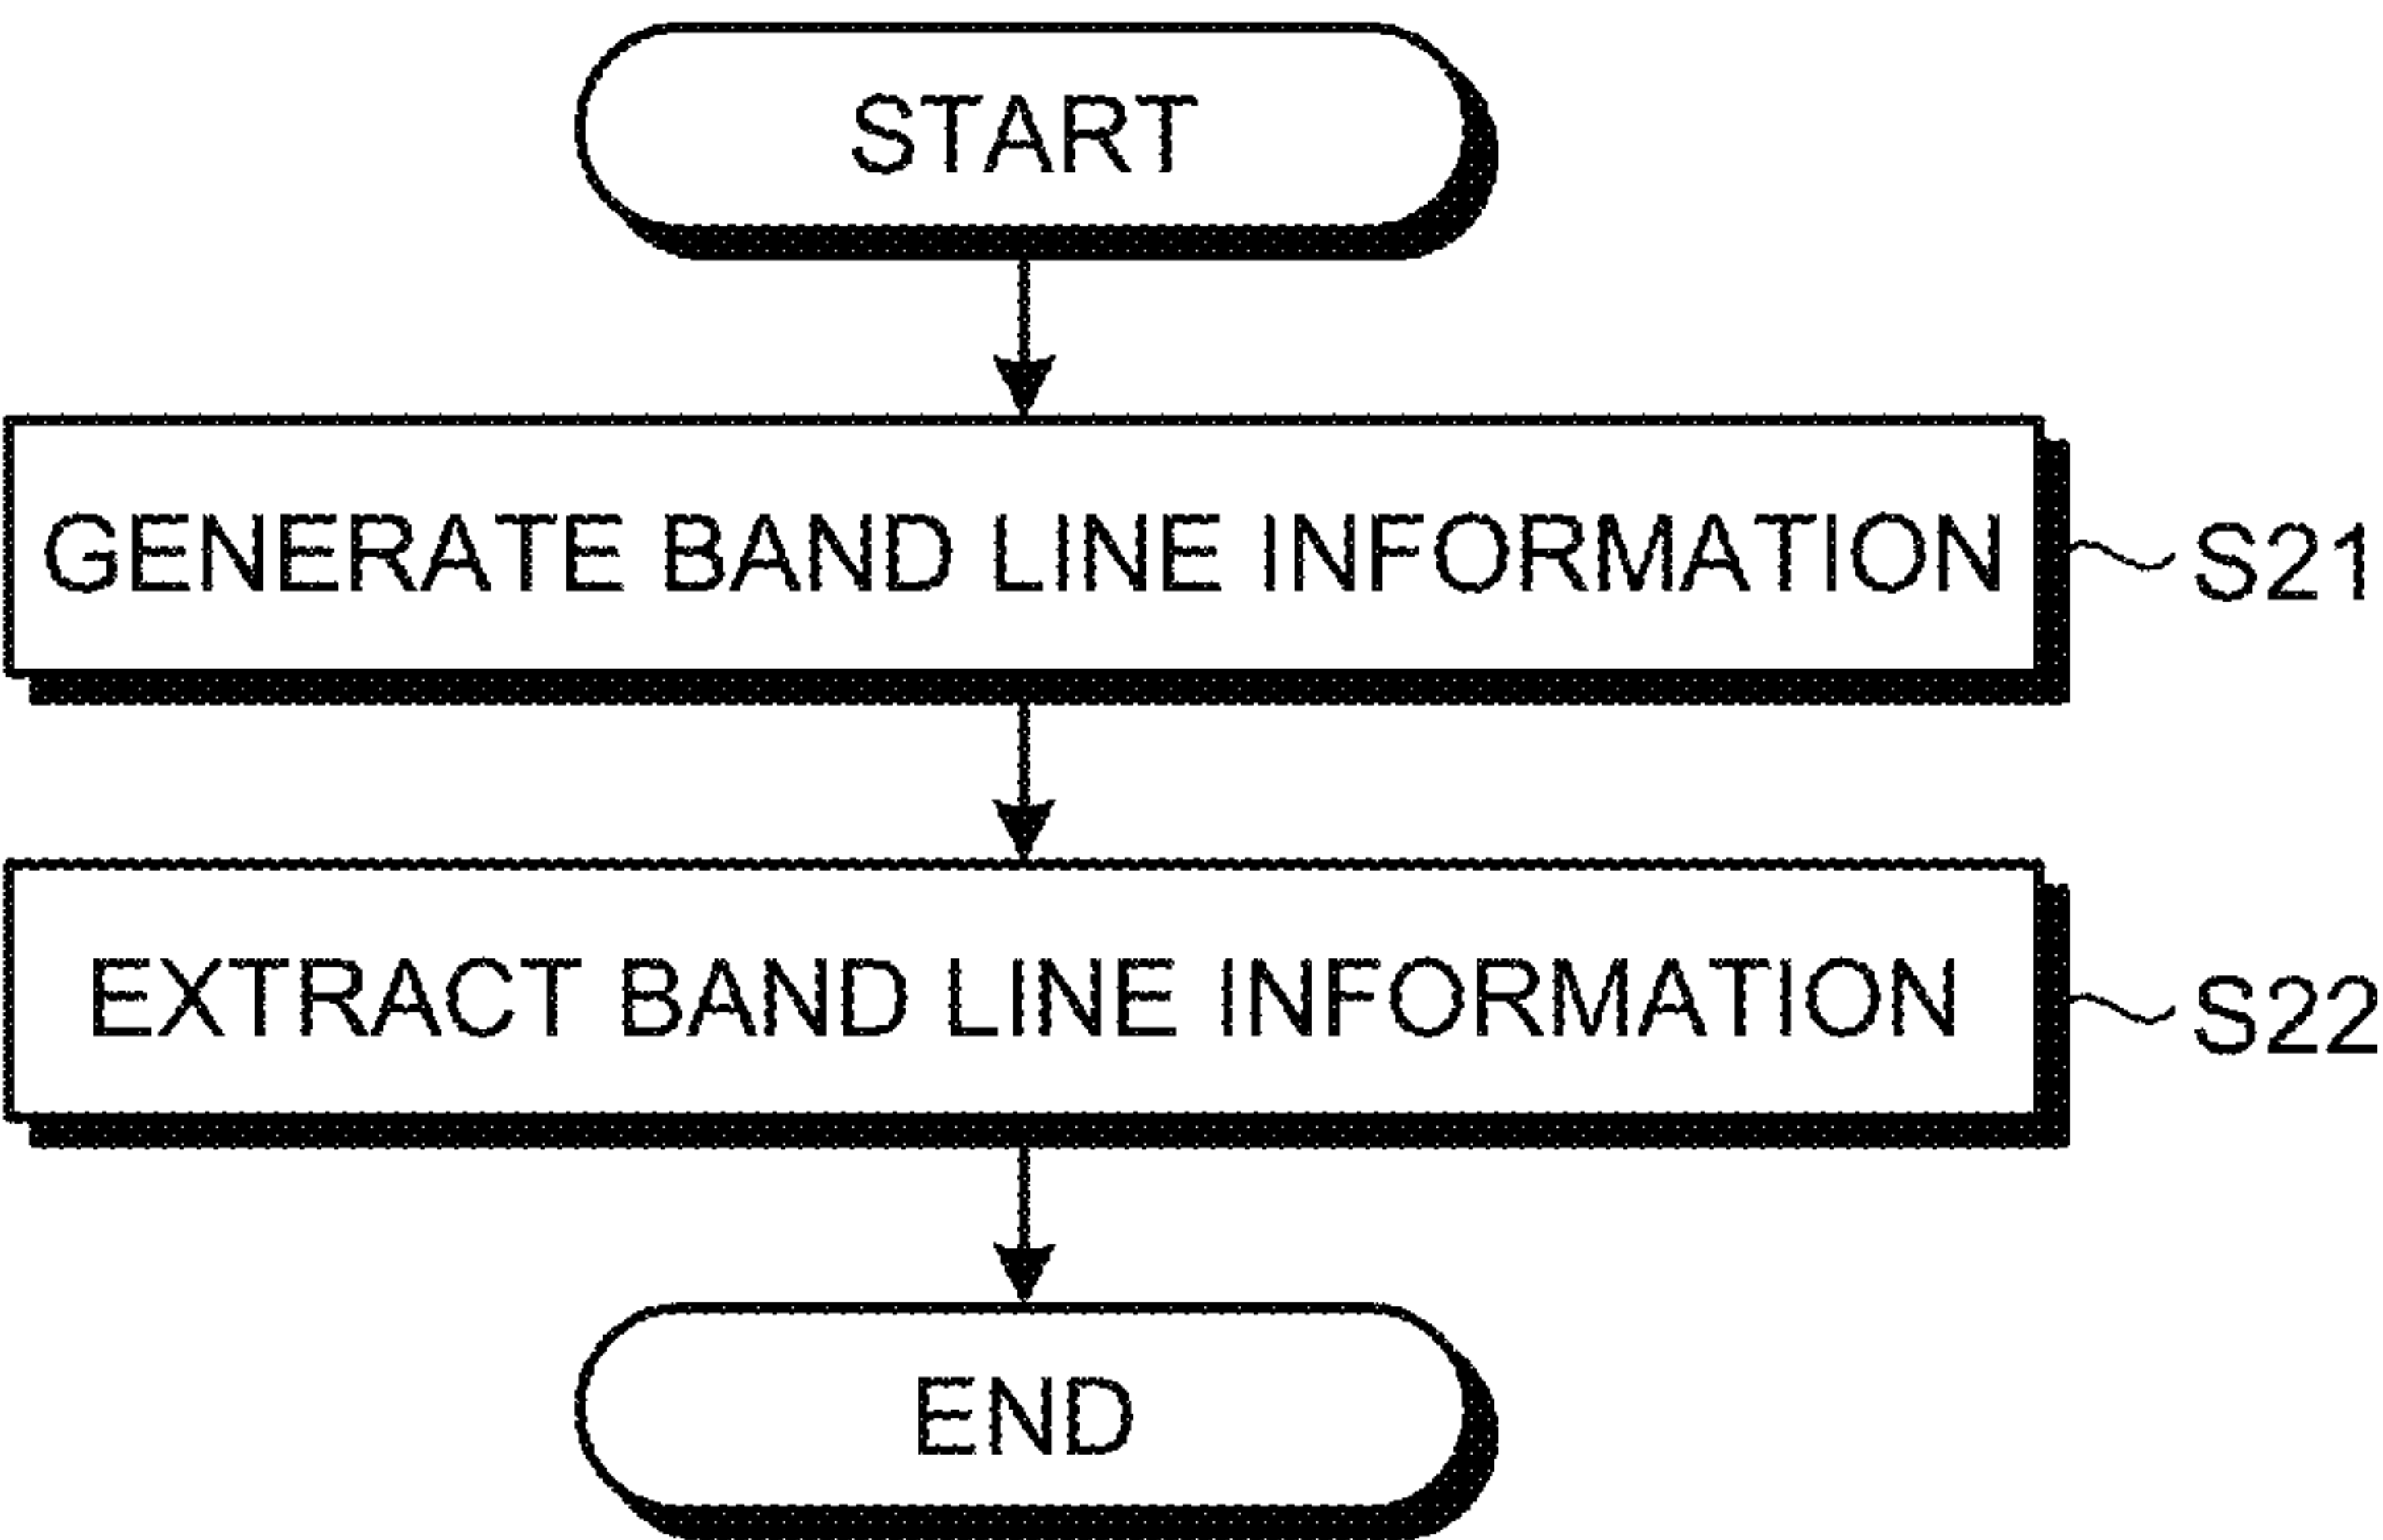 START
GENERATE BAND LINE INFORMATION S21
EXTRACT BAND LINE INFORMATION S22
END